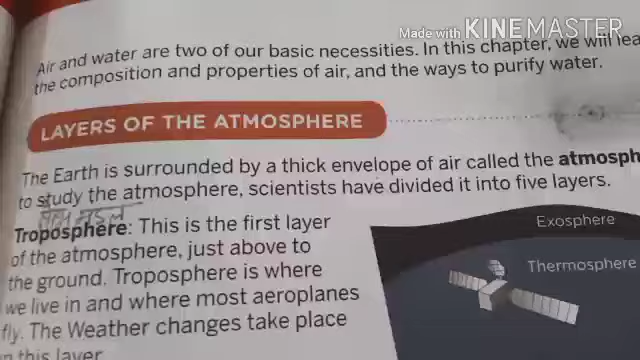 Made with KINEMASTER
Air and water are two of our basic necessities. In this chapter, we will
the composition and properties of air, and the ways to purify water.
LAYERS OF THE ATMOSPHERE
The Earth is surrounded by a thick envelope of air called the
to study the atmosphere, scientists have divided it into five layers.
Troposphere: This is the first layer
of the atmosphere, just above to
the ground. Troposphere is where
we live in and where most aeroplanes
fly. The Weather changes take place
this layer
Exosphere
Thermosphere